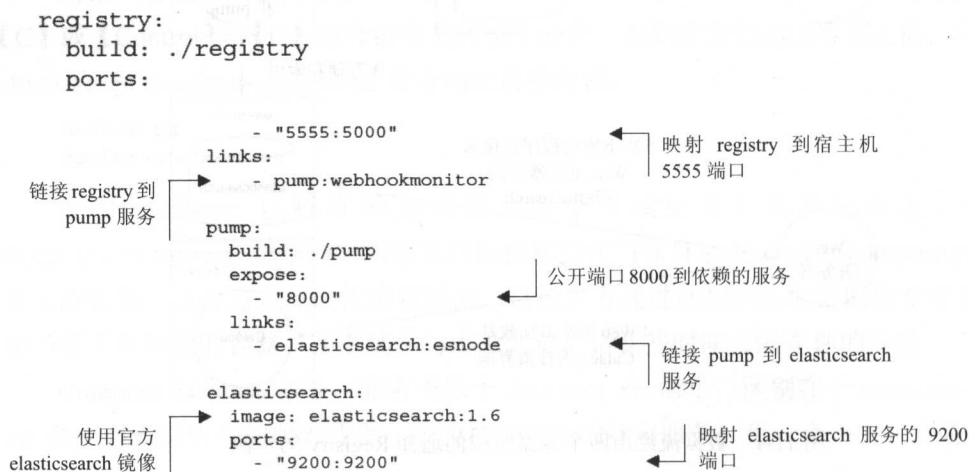 registry:
build: ./registry
ports:
- "5555:5000"
映射 registry 到宿主机
5555 端口
links:
- pump:webhookmonitor
链接 registry 到
pump 服务
pump:
build: ./pump
expose:
- "8000"
公开端口 8000 到依赖的服务
links:
- elasticsearch:esnode
链接 pump 到 elasticsearch
服务
elasticsearch:
image: elasticsearch:1.6
使用官方
elasticsearch 镜像
ports:
- "9200:9200"
映射 elasticsearch 服务的 9200
端口